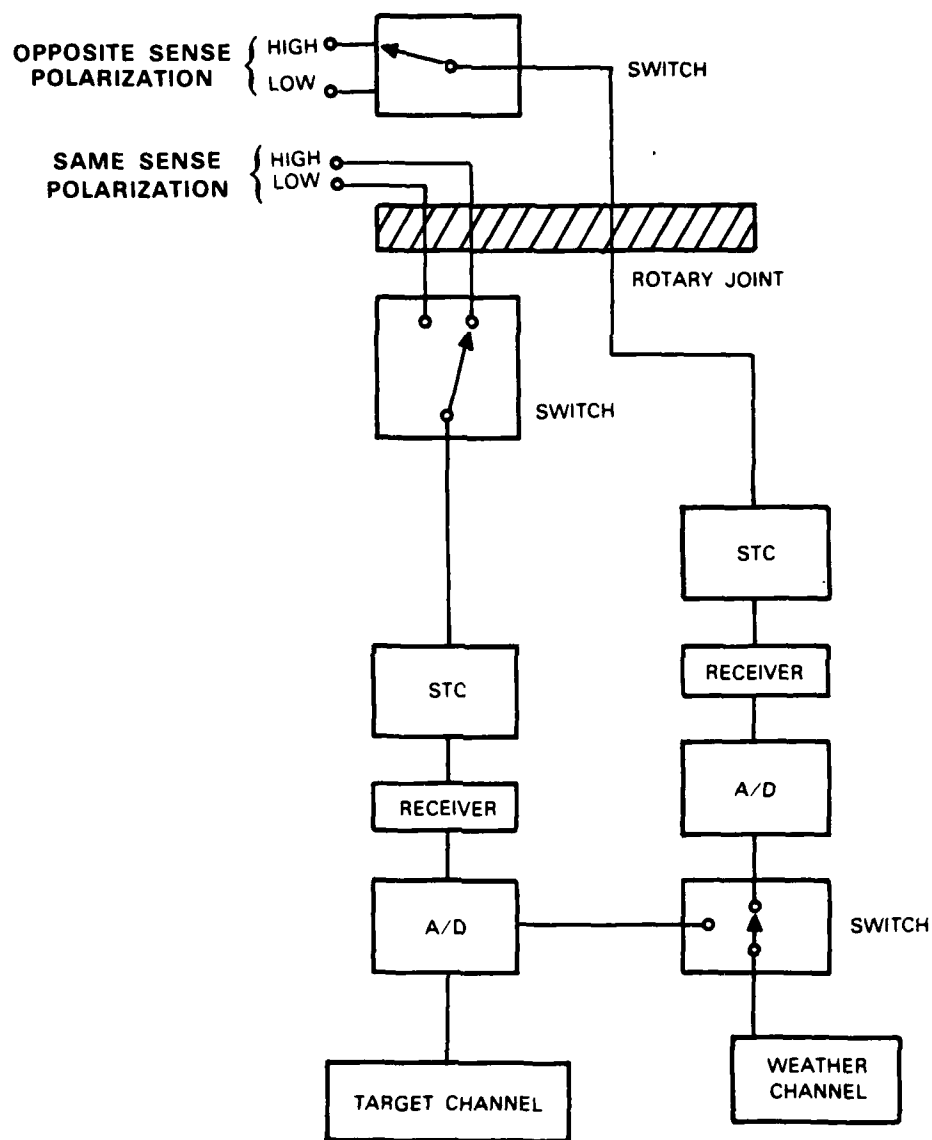 OPPOSITE SENSE
POLARIZATION
HIGH
LOW
SWITCH
SAME SENSE
POLARIZATION
HIGH
LOW
ROTARY JOINT
SWITCH
STC
RECEIVER
A/D
SWITCH
STC
RECEIVER
A/D
TARGET CHANNEL
WEATHER
CHANNEL